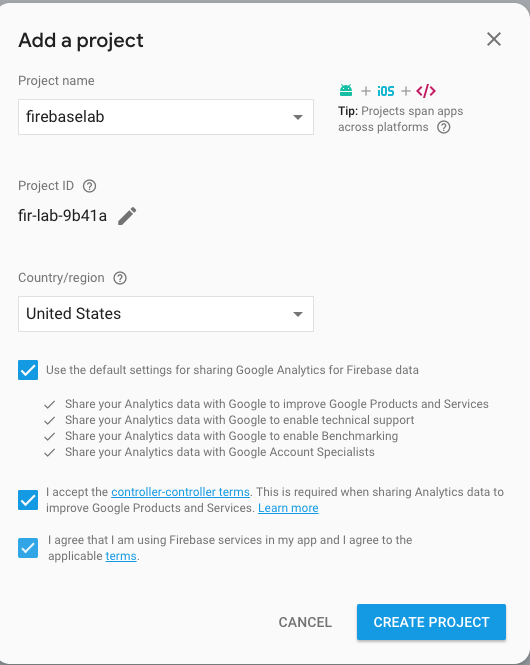 Add a project
Project name
firebaselab
+ iOS + </>
Tip: Projects span apps
across platforms
Project ID
fir-lab-9b41a
Country/region
United States
Use the default settings for sharing Google Analytics for Firebase data
Share your Analytics data with Google to improve Google Products and Services
Share your Analytics data with Google to enable technical support
Share your Analytics data with Google to enable Benchmarking
Share your Analytics data with Google Account Specialists
I accept the controller-controller terms. This is required when sharing Analytics data to
improve Google Products and Services. Learn more
I agree that I am using Firebase services in my app and I agree to the
applicable terms.
CANCEL
CREATE PROJECT